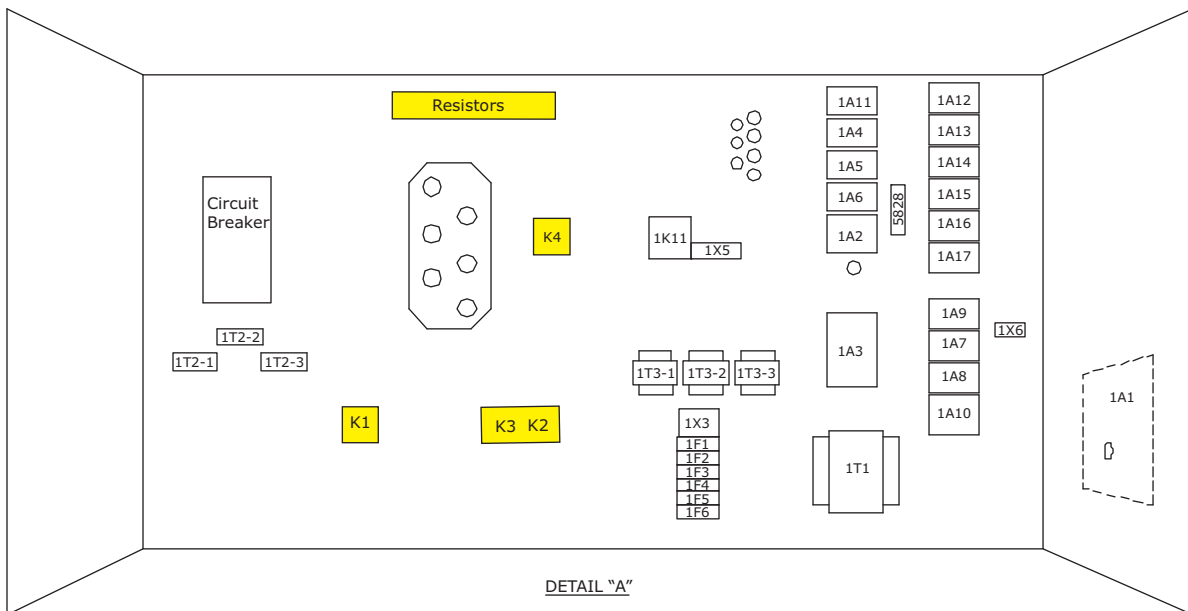 Resistors
Circuit
Breaker
K4
1T2-2
1T2-1
1T2-3
K1
K3 K2
1K11
1X5
1T3-1
1T3-2
1T3-3
1X3
1F1
1F2
1F3
1F4
1F5
1F6
1A11
1A4
1A5
1A6
1A2
5828
1A3
1T1
1A12
1A13
1A14
1A15
1A16
1A17
1A9
1A7
1A8
1A10
1X6
1A1
DETAIL “A”